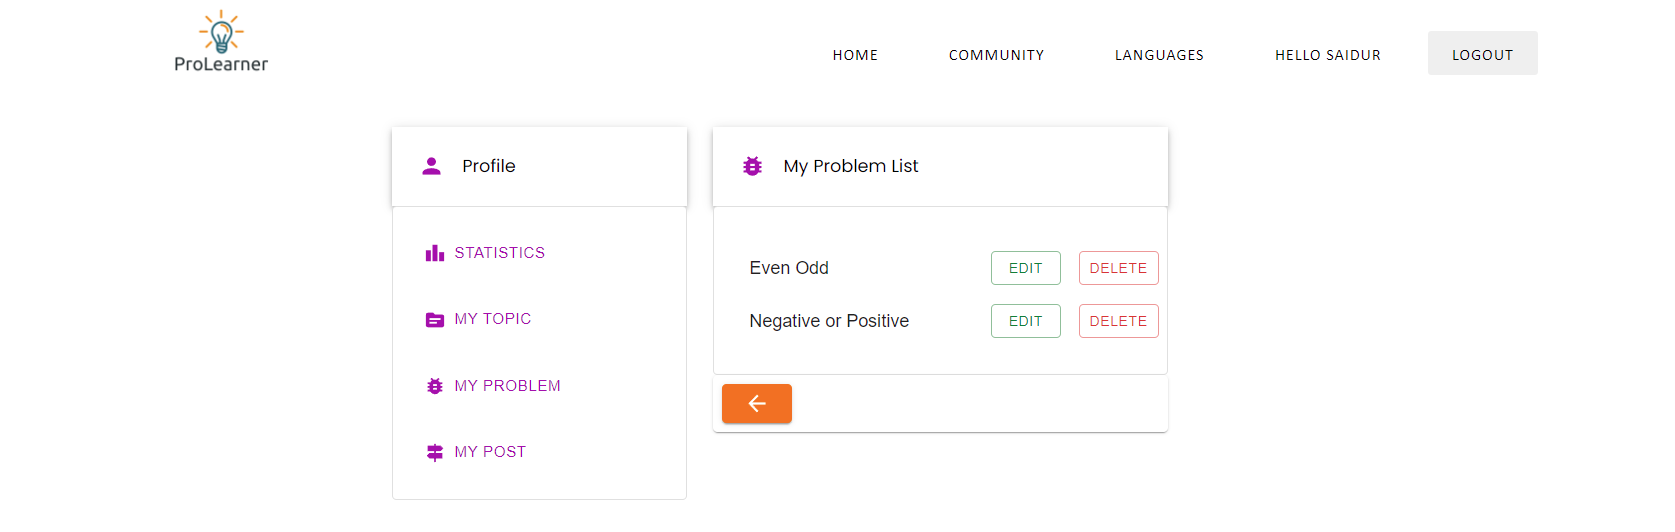 ProLearner
HOME COMMUNITY LANGUAGES HELLO SAIDUR LOGOUT
Profile
STATISTICS
MY TOPIC
MY PROBLEM
MY POST
My Problem List
Even Odd EDIT DELETE
Negative or Positive EDIT DELETE